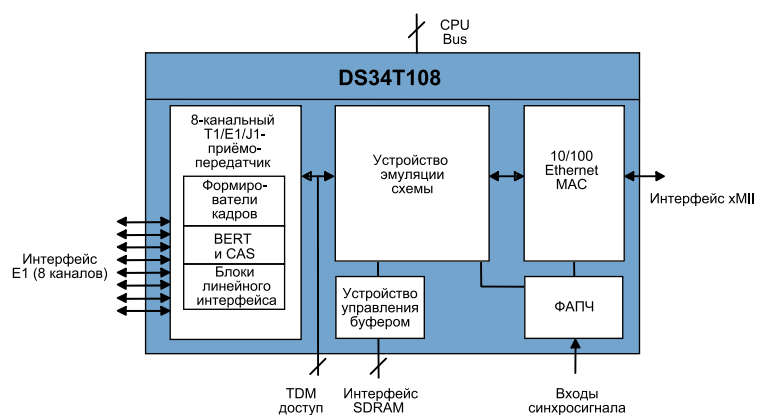 CPU
Bus
DS34T108
8-канальный
T1/E1/J1-
приёмо-
передатчик
Формиро-
ватели
кадров
BERT
и CAS
Блоки
линейного
интерфейса
Устройство
эмуляции
схемы
10/100
Ethernet
MAC
Интерфейс xMII
Интерфейс
E1 (8 каналов)
Устройство
управления
буфером
ФАПЧ
TDM
доступ
Интерфейс
SDRAM
Входы
синхросигнала